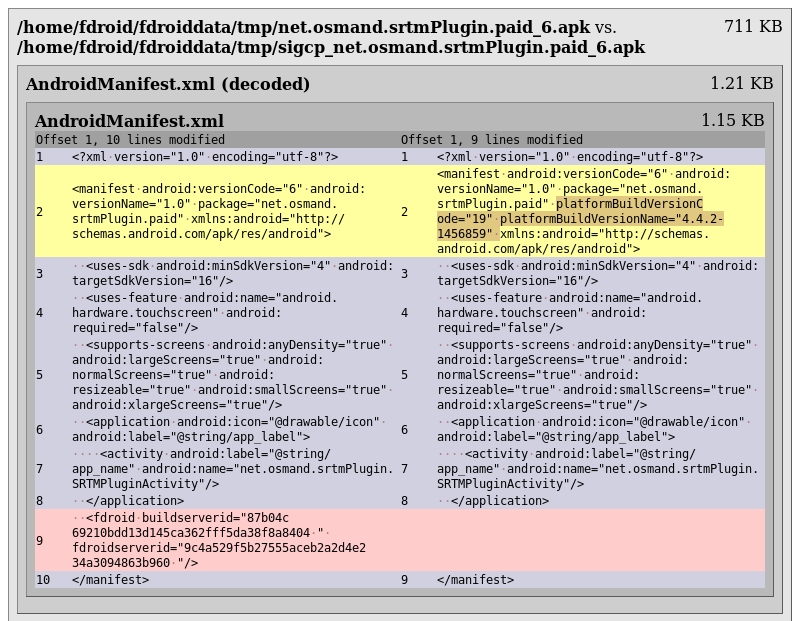 /home/fdroid/fdroiddata/tmp/net.osmand.srtmPlugin.paid_6.apk vs. 711 KB
/home/fdroid/fdroiddata/tmp/sigcp_net.osmand.srtmPlugin.paid_6.apk
AndroidManifest.xml (decoded) 1.21 KB
AndroidManifest.xml 1.15 KB
Offset 1, 10 lines modified
Offset 1, 9 lines modified
1 <?xml·version="1.0"·encoding="utf-8"?>
1 <?xml·version="1.0"·encoding="utf-8"?>
2 <manifest·android:versionCode="6"·android:
versionName="1.0"·package="net.osmand.
srtmPlugin.paid"·xmlns:android="http://
schemas.android.com/apk/res/android">
2 <manifest·android:versionCode="6"·android:
versionName="1.0"·package="net.osmand.
srtmPlugin.paid"·platformBuildVersionC
ode="19"·platformBuildVersionName="4.4.2-
1456859"·xmlns:android="http://schemas.
android.com/apk/res/android">
3 ··<uses-sdk·android:minSdkVersion="4"·android:
targetSdkVersion="16"/>
3 ··<uses-sdk·android:minSdkVersion="4"·android:
targetSdkVersion="16"/>
4 ··<uses-feature·android:name="android.
hardware.touchscreen"·android:
required="false"/>
4 ··<uses-feature·android:name="android.
hardware.touchscreen"·android:
required="false"/>
5 ··<supports-screens·android:anyDensity="true"·
android:largeScreens="true"·android:
normalScreens="true"·android:
resizeable="true"·android:smallScreens="true"·
android:xlargeScreens="true"/>
5 ··<supports-screens·android:anyDensity="true"·
android:largeScreens="true"·android:
normalScreens="true"·android:
resizeable="true"·android:smallScreens="true"·
android:xlargeScreens="true"/>
6 ··<application·android:icon="@drawable/icon"·
android:label="@string/app_label">
6 ··<application·android:icon="@drawable/icon"·
android:label="@string/app_label">
7 ····<activity·android:label="@string/
app_name"·android:name="net.osmand.srtmPlugin.
SRTMPluginActivity"/>
7 ····<activity·android:label="@string/
app_name"·android:name="net.osmand.srtmPlugin.
SRTMPluginActivity"/>
8 ··</application>
8 ··</application>
9 ··<fdroid·buildserverid="87b04c
69210bdd13d145ca362fff5da38f8a8404·"·
fdroidserverid="9c4a529f5b27555aceb2a2d4e2
34a3094863b960·"/>
10 </manifest>
9 </manifest>